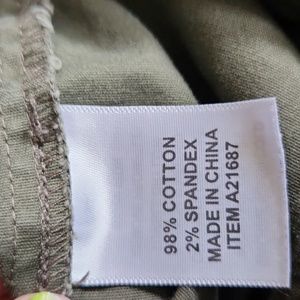 98% COTTON
2% SPANDEX
MADE IN CHINA
ITEM A21687